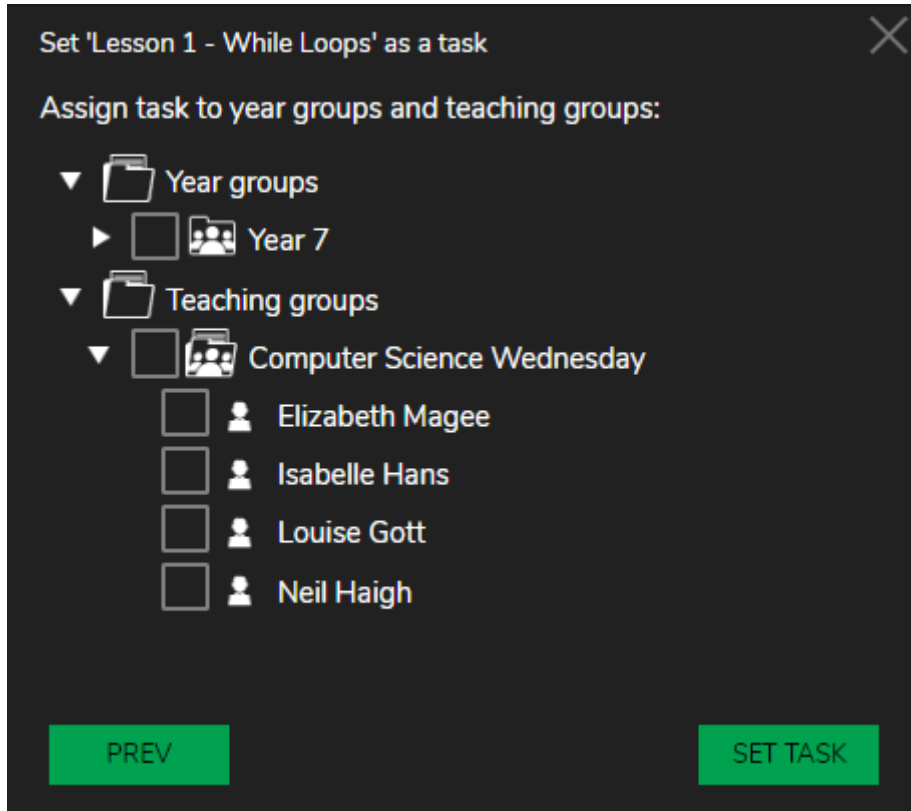 Set 'Lesson 1 - While Loops' as a task
Assign task to year groups and teaching groups:
Year groups
Year 7
Teaching groups
Computer Science Wednesday
Elizabeth Magee
Isabelle Hans
Louise Gott
Neil Haigh
PREV
SET TASK